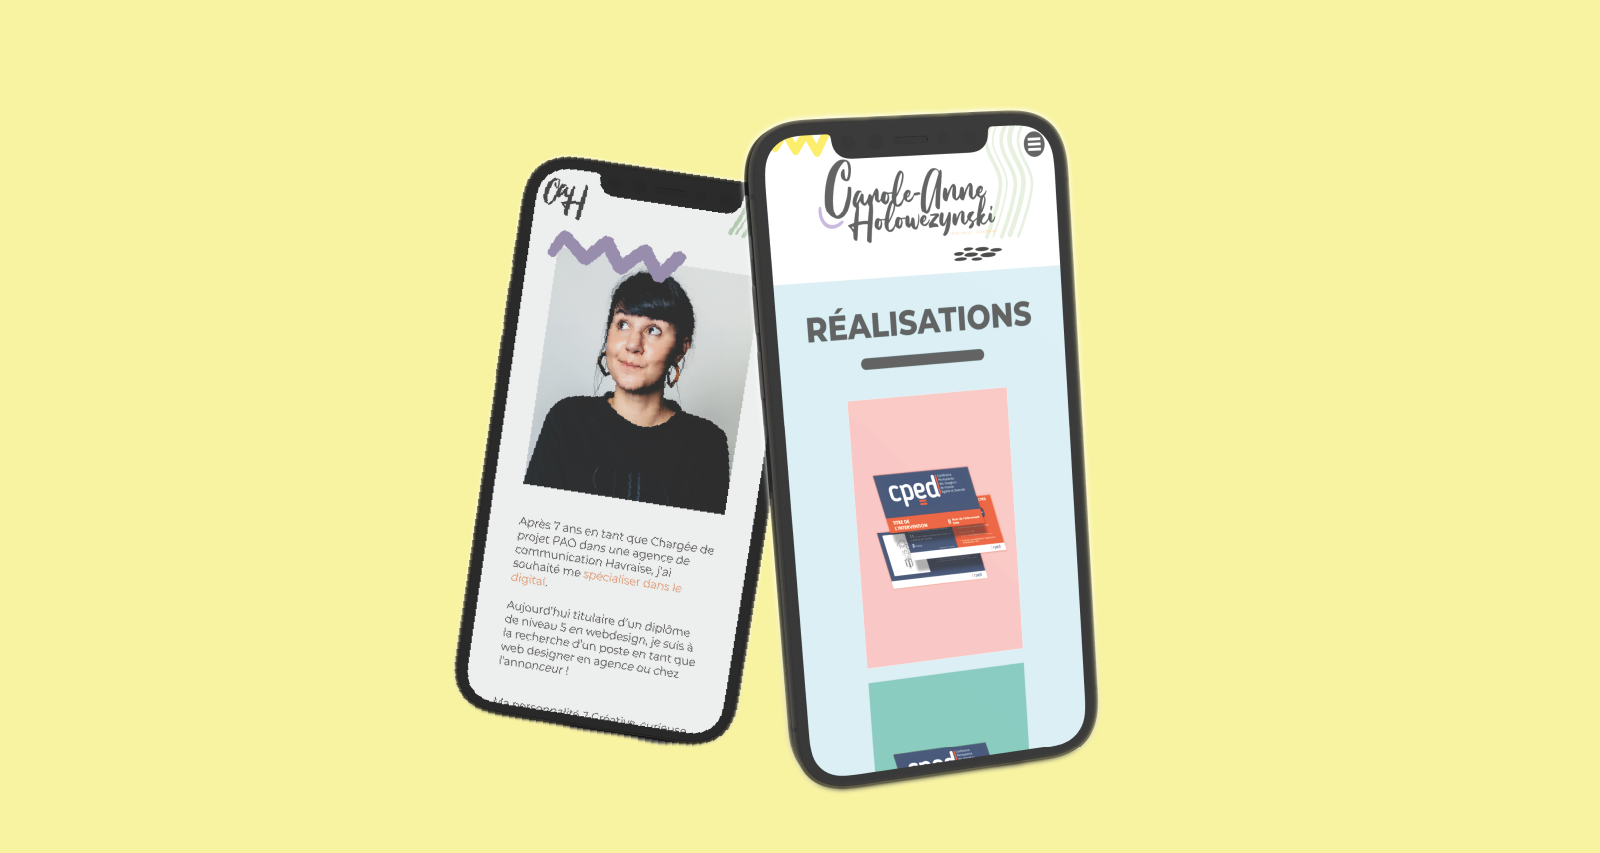 CaH
Après 7 ans en tant que Chargée de
projet PAO dans une agence de
communication Havraise, j'ai
souhaité me spécialiser dans le
digital.
Aujourd'hui titulaire d'un diplôme
de niveau 5 en webdesign, je suis à
la recherche d'un poste en tant que
web designer en agence ou chez
l'annonceur !
Ma personnalité ? Créative, curieuse
Carole-Anne
Holowezynski
RÉALISATIONS
cped
TITRE DE
L'INTERVENTION
cped